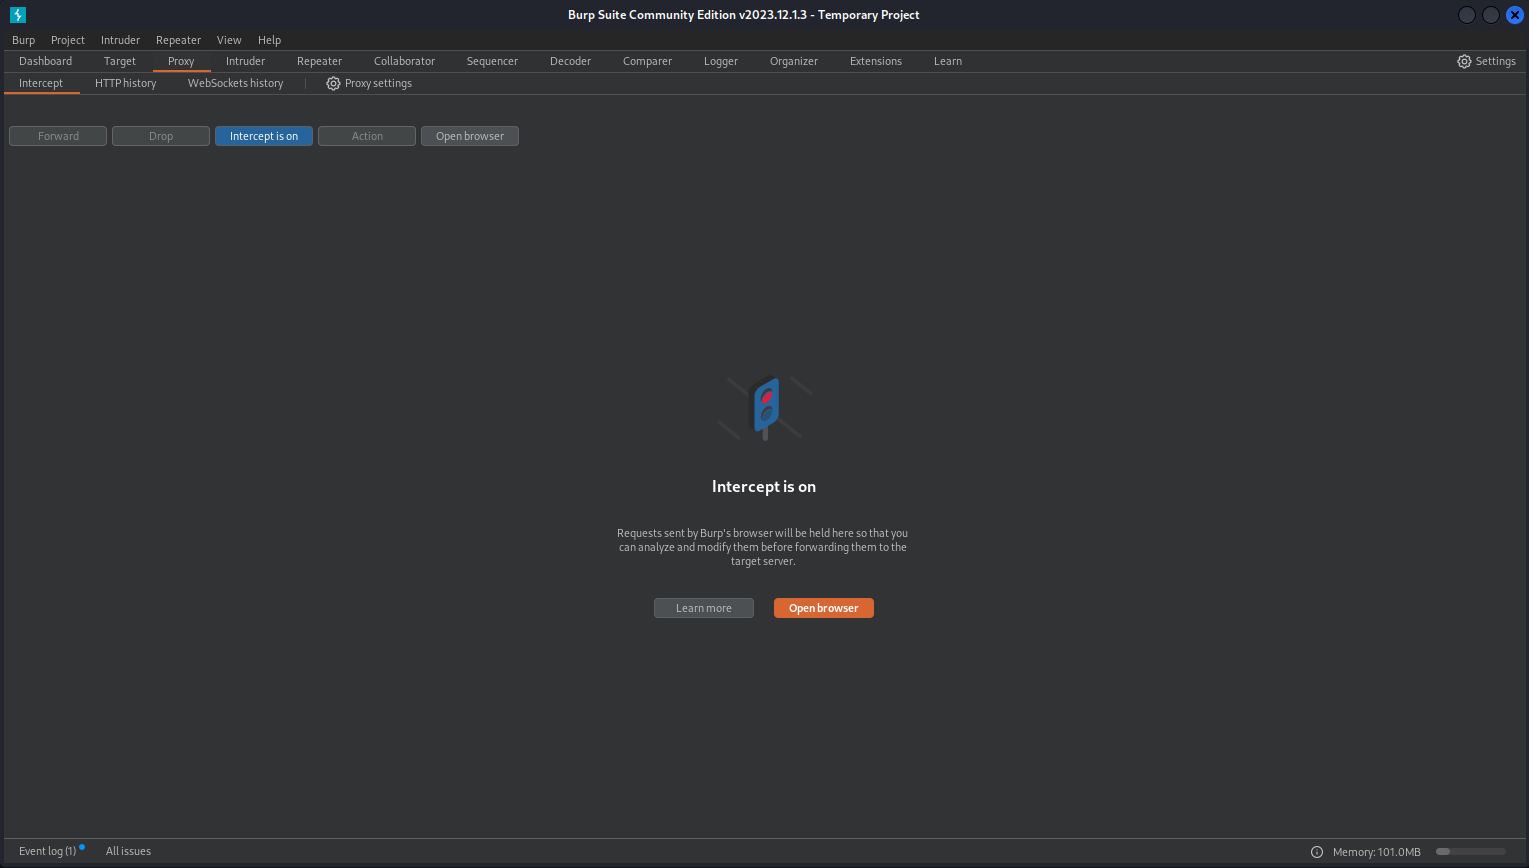 Burp Suite Community Edition v2023.12.1.3 - Temporary Project
Burp Project Intruder Repeater View Help
Dashboard Target Proxy Intruder Repeater Collaborator Sequencer Decoder Comparer Logger Organizer Extensions Learn Settings
Intercept HTTP history WebSockets history Proxy settings
Forward Drop Intercept is on Action Open browser
Intercept is on
Requests sent by Burp's browser will be held here so that you
can analyze and modify them before forwarding them to the
target server.
Learn more Open browser
Event log (1) All issues Memory: 101.0MB